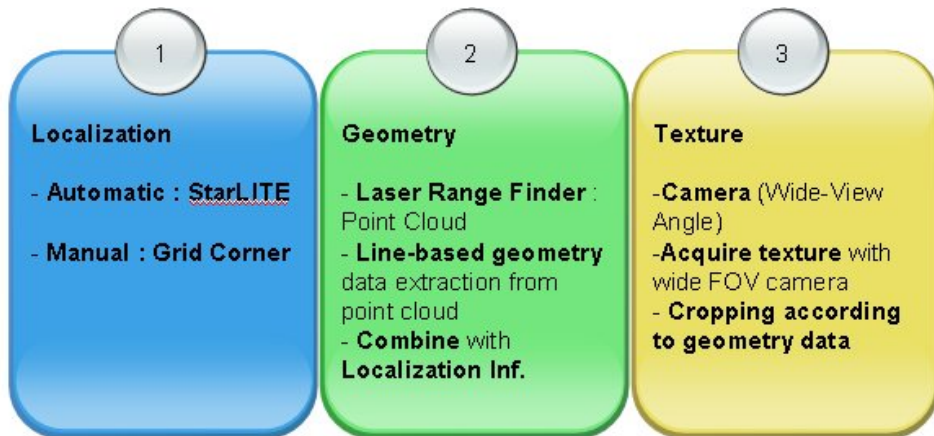 1
Localization
- Automatic : StarLITE
- Manual : Grid Corner
2
Geometry
- Laser Range Finder :
Point Cloud
- Line-based geometry
data extraction from
point cloud
- Combine with
Localization Inf.
3
Texture
-Camera (Wide-View
Angle)
-Acquire texture with
wide FOV camera
- Cropping according
to geometry data